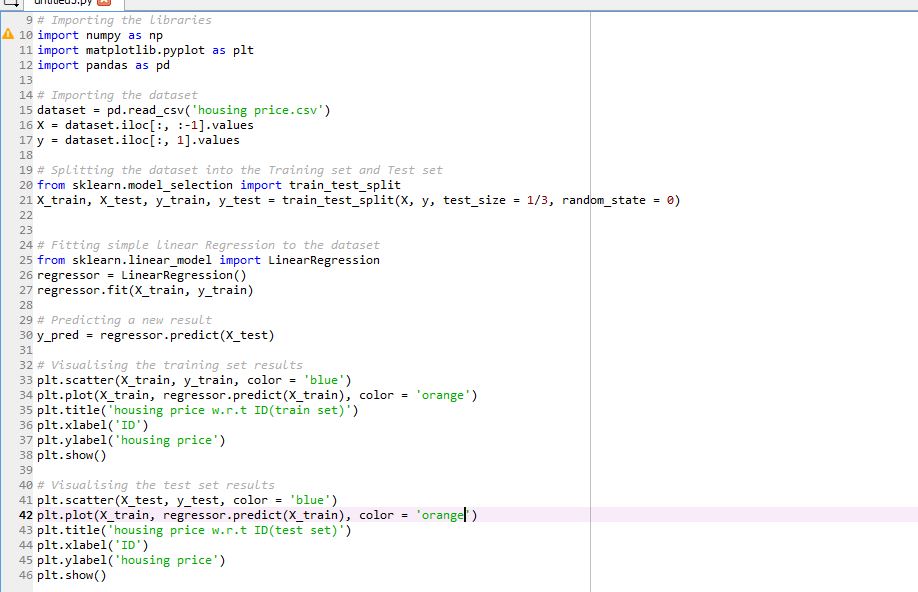 untitled5.py
9 # Importing the libraries
10 import numpy as np
11 import matplotlib.pyplot as plt
12 import pandas as pd
13
14 # Importing the dataset
15 dataset = pd.read_csv('housing price.csv')
16 X = dataset.iloc[:, :-1].values
17 y = dataset.iloc[:, 1].values
18
19 # Splitting the dataset into the Training set and Test set
20 from sklearn.model_selection import train_test_split
21 X_train, X_test, y_train, y_test = train_test_split(X, y, test_size = 1/3, random_state = 0)
22
23
24 # Fitting simple linear Regression to the dataset
25 from sklearn.linear_model import LinearRegression
26 regressor = LinearRegression()
27 regressor.fit(X_train, y_train)
28
29 # Predicting a new result
30 y_pred = regressor.predict(X_test)
31
32 # Visualising the training set results
33 plt.scatter(X_train, y_train, color = 'blue')
34 plt.plot(X_train, regressor.predict(X_train), color = 'orange')
35 plt.title('housing price w.r.t ID(train set)')
36 plt.xlabel('ID')
37 plt.ylabel('housing price')
38 plt.show()
39
40 # Visualising the test set results
41 plt.scatter(X_test, y_test, color = 'blue')
42 plt.plot(X_train, regressor.predict(X_train), color = 'orange')
43 plt.title('housing price w.r.t ID(test set)')
44 plt.xlabel('ID')
45 plt.ylabel('housing price')
46 plt.show()